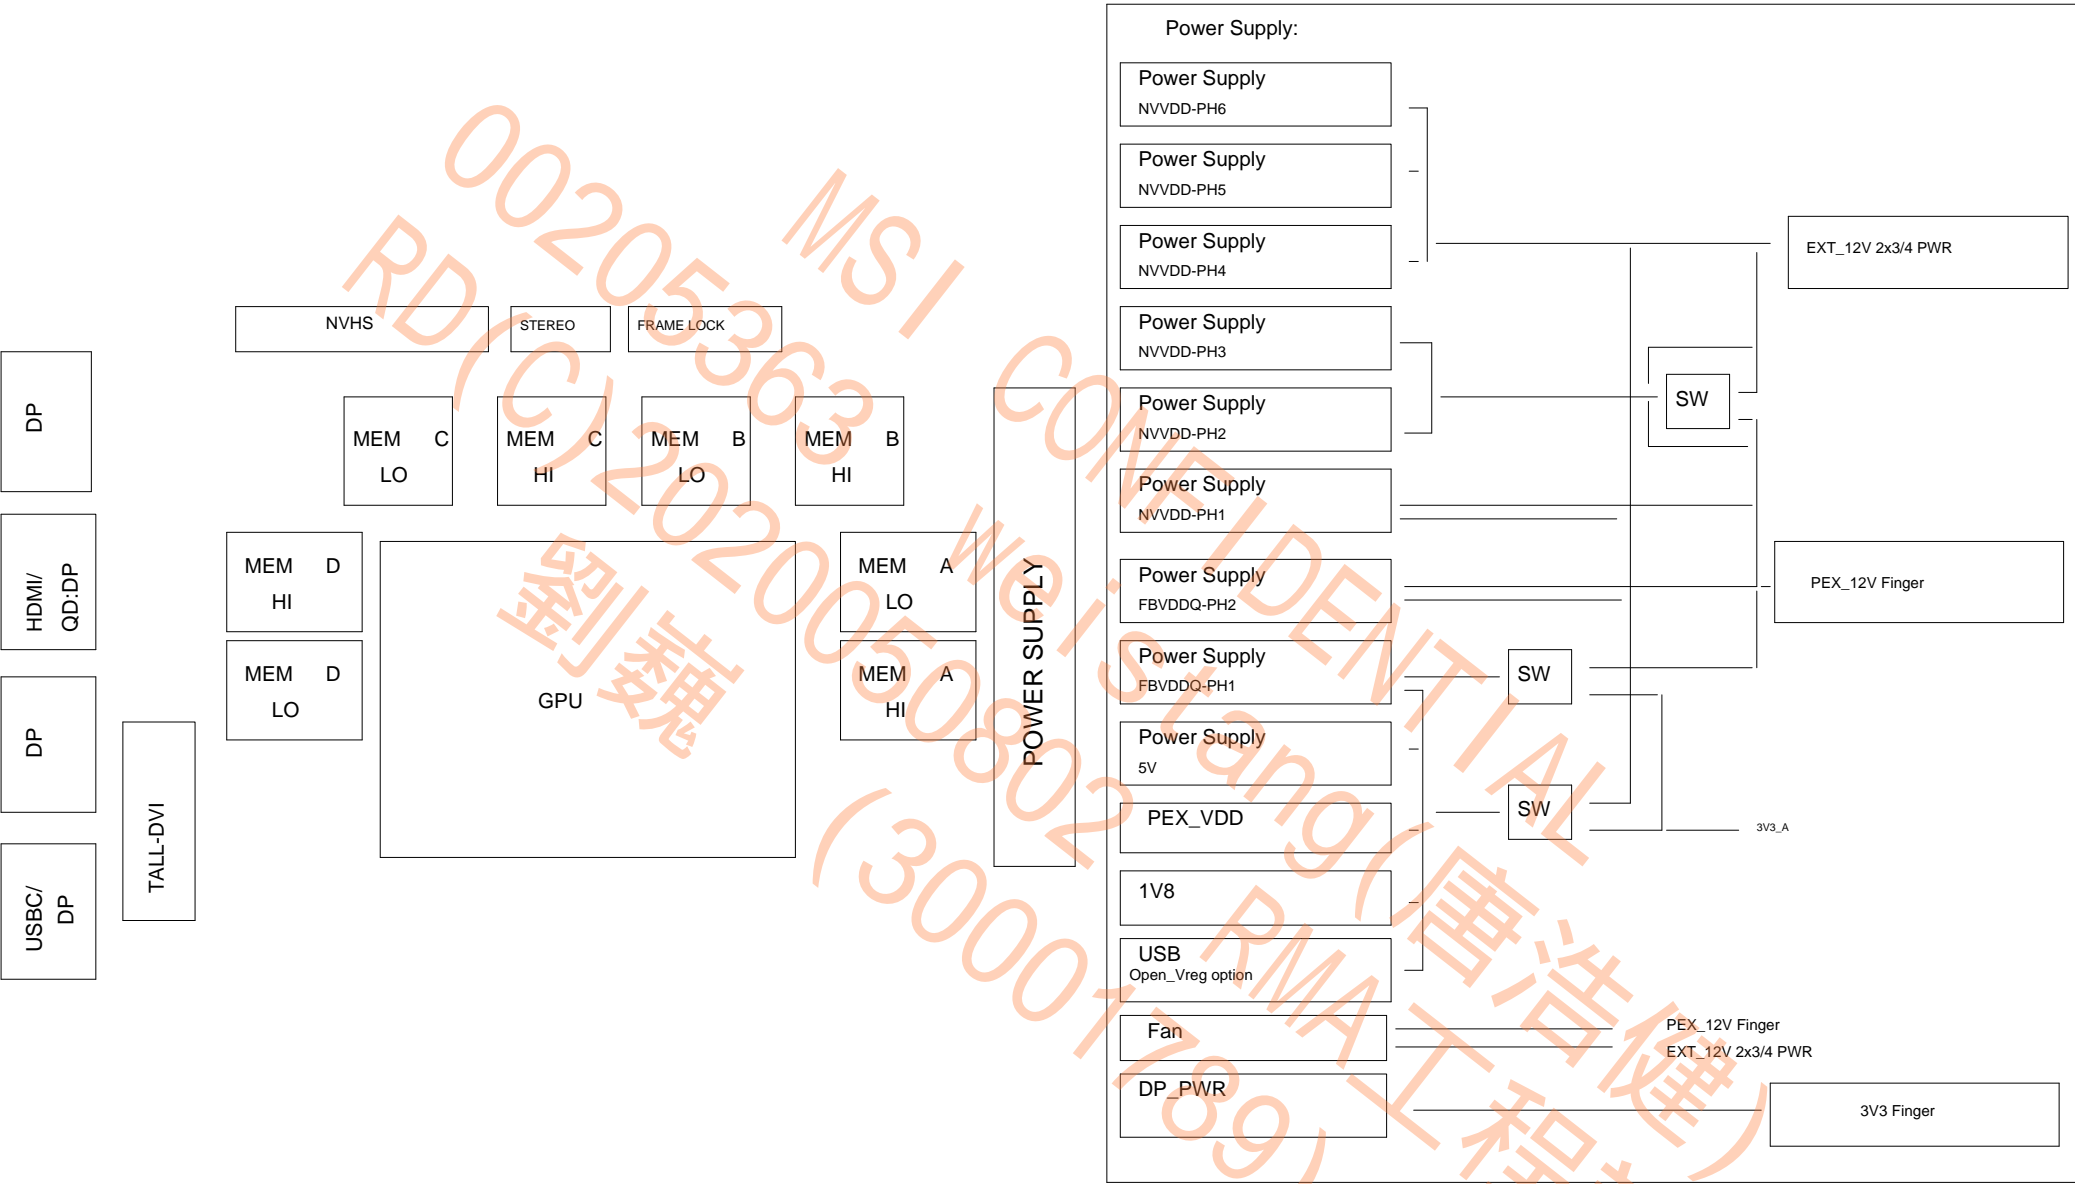 Power Supply:
Power Supply
NVVDD-PH6
Power Supply
NVVDD-PH5
Power Supply
NVVDD-PH4
EXT_12V 2x3/4 PWR
Power Supply
NVVDD-PH3
SW
Power Supply
NVVDD-PH2
Power Supply
NVVDD-PH1
Power Supply
FBVDDQ-PH2
PEX_12V Finger
Power Supply
FBVDDQ-PH1
SW
Power Supply
5V
PEX_VDD
SW
3V3_A
1V8
USB
Open_Vreg option
Fan
PEX_12V Finger
EXT_12V 2x3/4 PWR
DP_PWR
3V3 Finger
NVHS
STEREO
FRAME LOCK
DP
MEM C
LO
MEM C
HI
MEM B
LO
MEM B
HI
HDMI/
QD:DP
MEM D
HI
MEM D
LO
GPU
MEM A
LO
MEM A
HI
POWER SUPPLY
DP
TALL-DVI
USBC/
DP
MSI CONFIDENTIAL
00205363 weistang(唐浩健)
RD(C)2020050802 RMA工程
劉巍 (30001789)